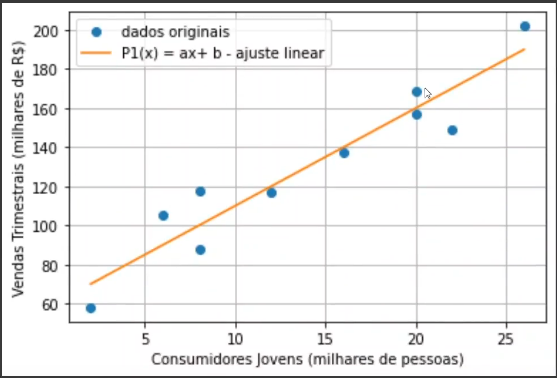 dados originais
P1(x) = ax+ b - ajuste linear
Vendas Trimestrais (milhares de R$)
200
180
160
140
120
100
80
60
5 10 15 20 25
Consumidores Jovens (milhares de pessoas)